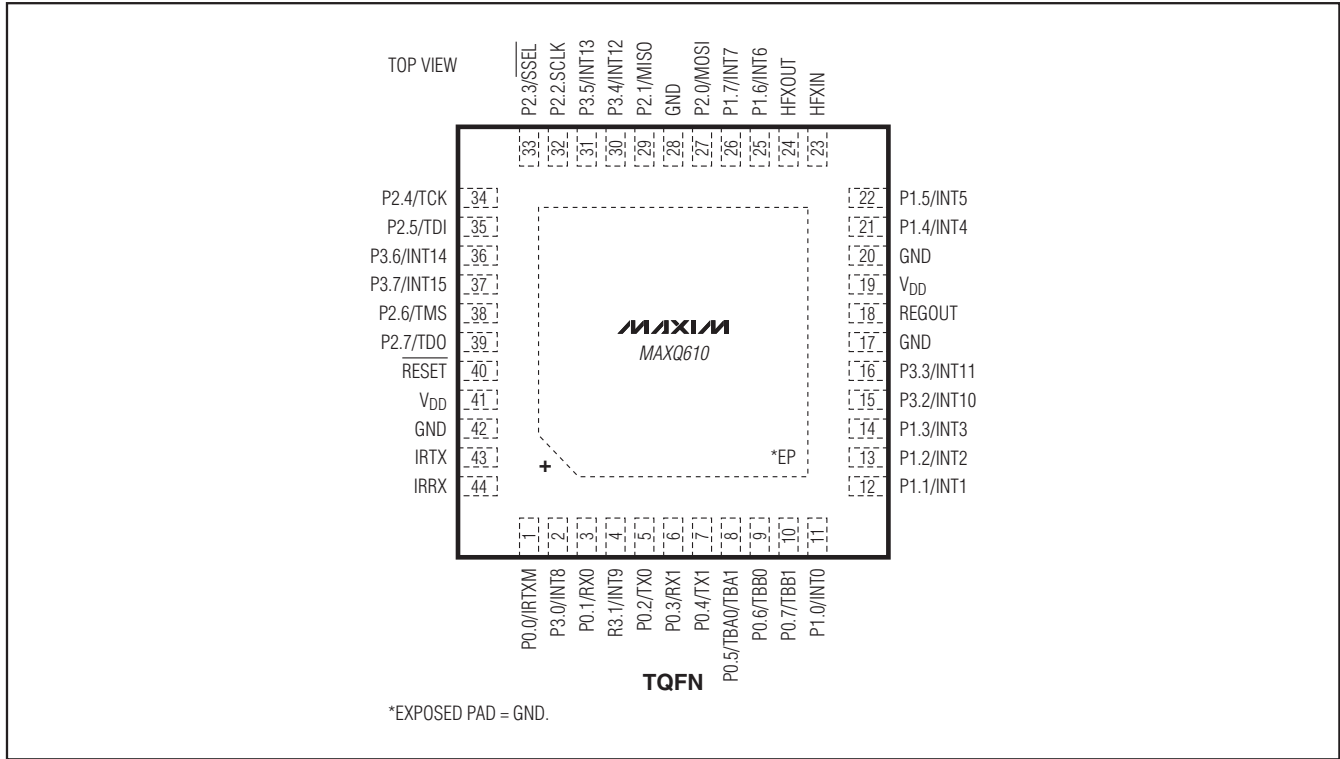 TOP VIEW
P2.3/SSEL
P2.2.SCLK
P3.5/INT13
P3.4/INT12
P2.1/MISO
GND
P2.0/MOSI
P1.7/INT7
P1.6/INT6
HFXOUT
HFXIN
33
32
31
30
29
28
27
26
25
24
23
P2.4/TCK 34
P2.5/TDI 35
P3.6/INT14 36
P3.7/INT15 37
P2.6/TMS 38
P2.7/TDO 39
RESET 40
VDD 41
GND 42
IRTX 43
IRRX 44
22 P1.5/INT5
21 P1.4/INT4
20 GND
19 VDD
18 REGOUT
17 GND
16 P3.3/INT11
15 P3.2/INT10
14 P1.3/INT3
13 P1.2/INT2
12 P1.1/INT1
MAXIM
MAXQ610
*EP
+
1
2
3
4
5
6
7
8
9
10
11
P0.0/IRTXM
P3.0/INT8
P0.1/RX0
R3.1/INT9
P0.2/TX0
P0.3/RX1
P0.4/TX1
P0.5/TBA0/TBA1
P0.6/TBB0
P0.7/TBB1
P1.0/INT0
TQFN
*EXPOSED PAD = GND.